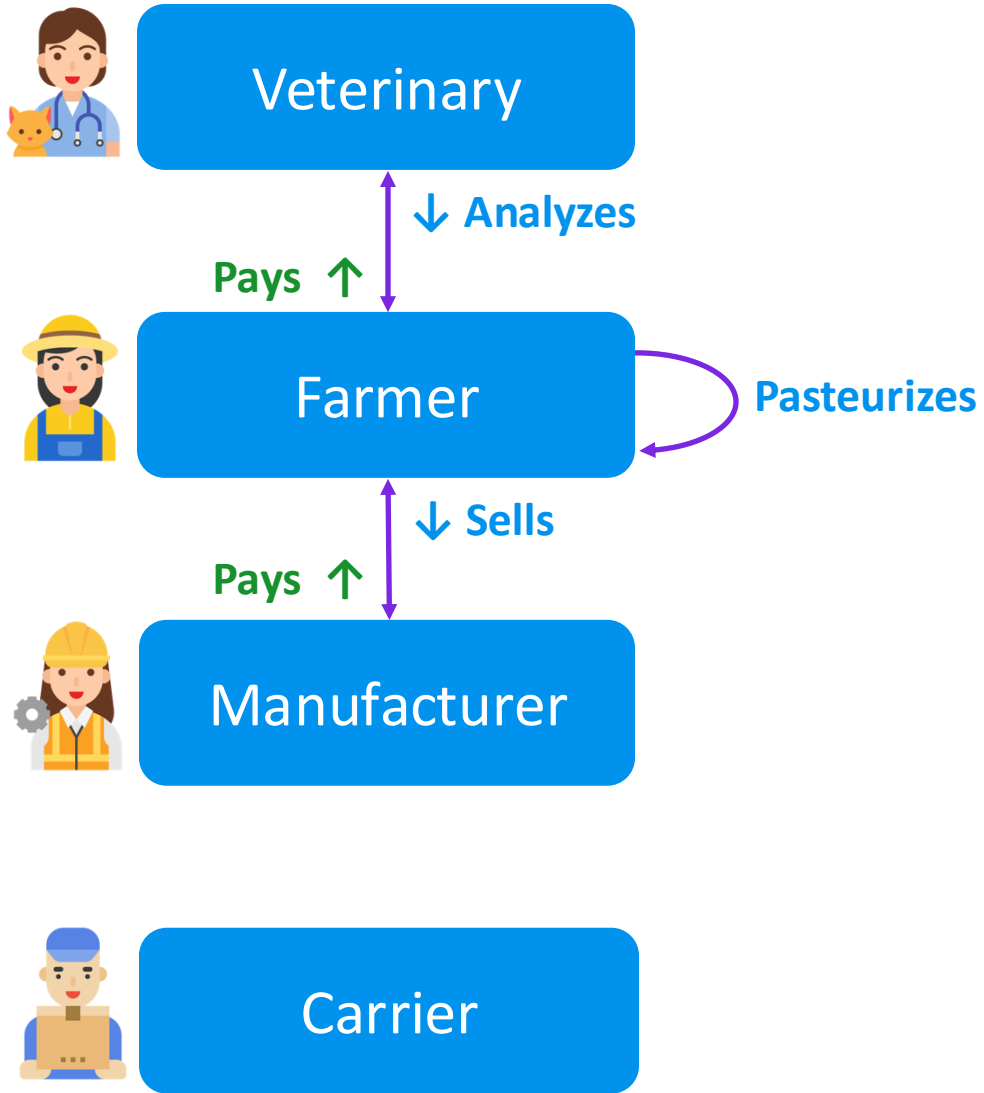 Veterinary
↓ Analyzes
Pays ↑
Farmer
Pasteurizes
↓ Sells
Pays ↑
Manufacturer
Carrier